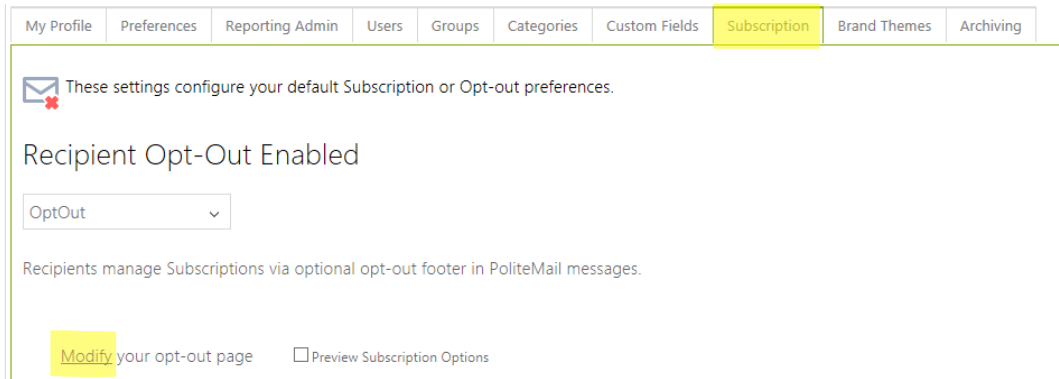 My Profile Preferences Reporting Admin Users Groups Categories Custom Fields Subscription Brand Themes Archiving
These settings configure your default Subscription or Opt-out preferences.
Recipient Opt-Out Enabled
OptOut
Recipients manage Subscriptions via optional opt-out footer in PoliteMail messages.
Modify your opt-out page Preview Subscription Options